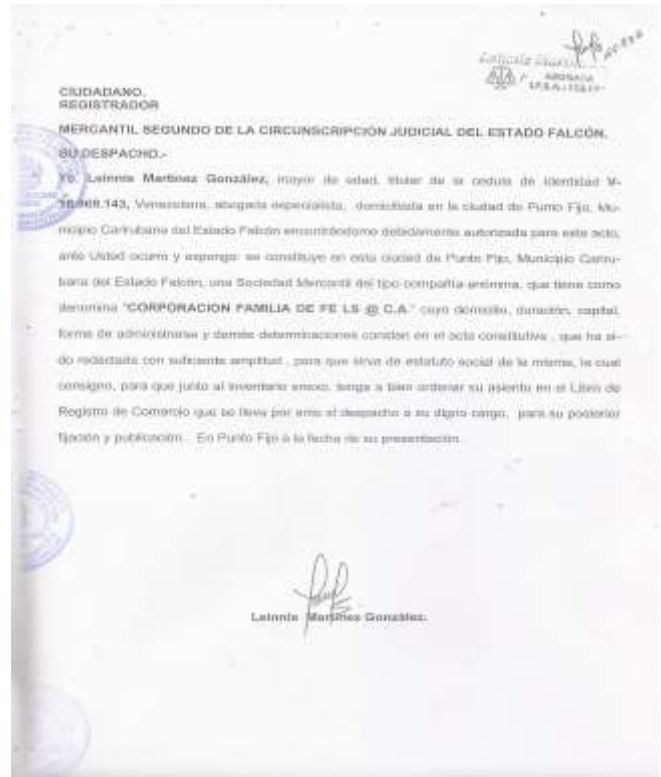 ABOGADA
CIUDADANO.
REGISTRADOR
MERCANTIL SEGUNDO DE LA CIRCUNSCRIPCIÓN JUDICIAL DEL ESTADO FALCÓN.
SU DESPACHO.-
Yo, Leinnis Martínez González, mayor de edad, titular de la cedula de identidad V-
Venezolana, abogada especialista, domiciliada en la ciudad de Punto Fijo, Mu-
nicipio Carirubana del Estado Falcón encontrándome debidamente autorizada para este acto,
ante Usted ocurro y expongo: se constituye en esta ciudad de Punto Fijo, Municipio Cariru-
bana del Estado Falcón, una Sociedad Mercantil del tipo compañía anónima, que tiene como
denomina "CORPORACION FAMILIA DE FE LS @ C.A." cuyo domicilio, duración, capital,
forma de administrarse y demás determinaciones constan en el acta constitutiva , que ha si-
do redactada con suficiente amplitud , para que sirva de estatuto social de la misma, la cual
consigno, para que junto al inventario anexo, tenga a bien ordenar su asiento en el Libro de
Registro de Comercio que se lleva por ante el despacho a su digno cargo, para su posterior
fijación y publicación . En Punto Fijo a la fecha de su presentación.
Leinnis Martínez González.